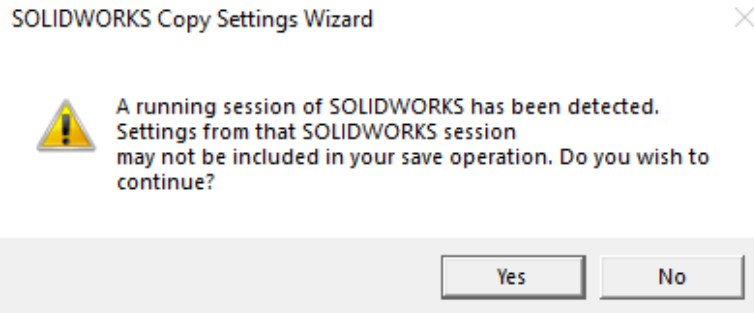 SOLIDWORKS Copy Settings Wizard
A running session of SOLIDWORKS has been detected.
Settings from that SOLIDWORKS session
may not be included in your save operation. Do you wish to
continue?
Yes
No